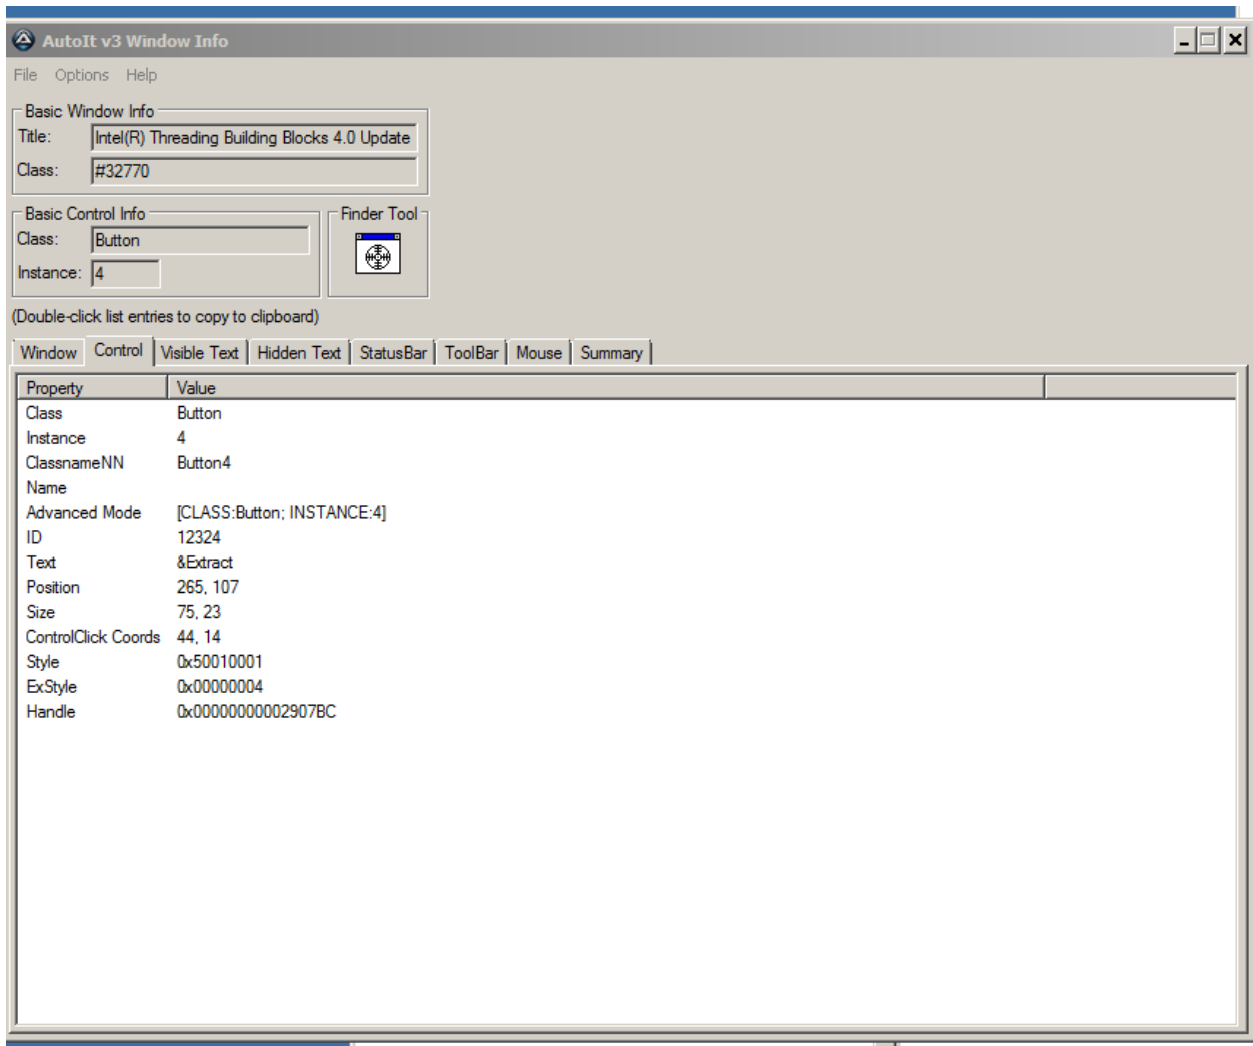 AutoIt v3 Window Info
File Options Help
Basic Window Info
Title: Intel(R) Threading Building Blocks 4.0 Update
Class: #32770
Basic Control Info
Finder Tool
Class: Button
Instance: 4
(Double-click list entries to copy to clipboard)
Window Control Visible Text Hidden Text StatusBar ToolBar Mouse Summary
Property Value
Class Button
Instance 4
ClassnameNN Button4
Name
Advanced Mode [CLASS:Button; INSTANCE:4]
ID 12324
Text &Extract
Position 265, 107
Size 75, 23
ControlClick Coords 44, 14
Style 0x50010001
ExStyle 0x00000004
Handle 0x00000000002907BC